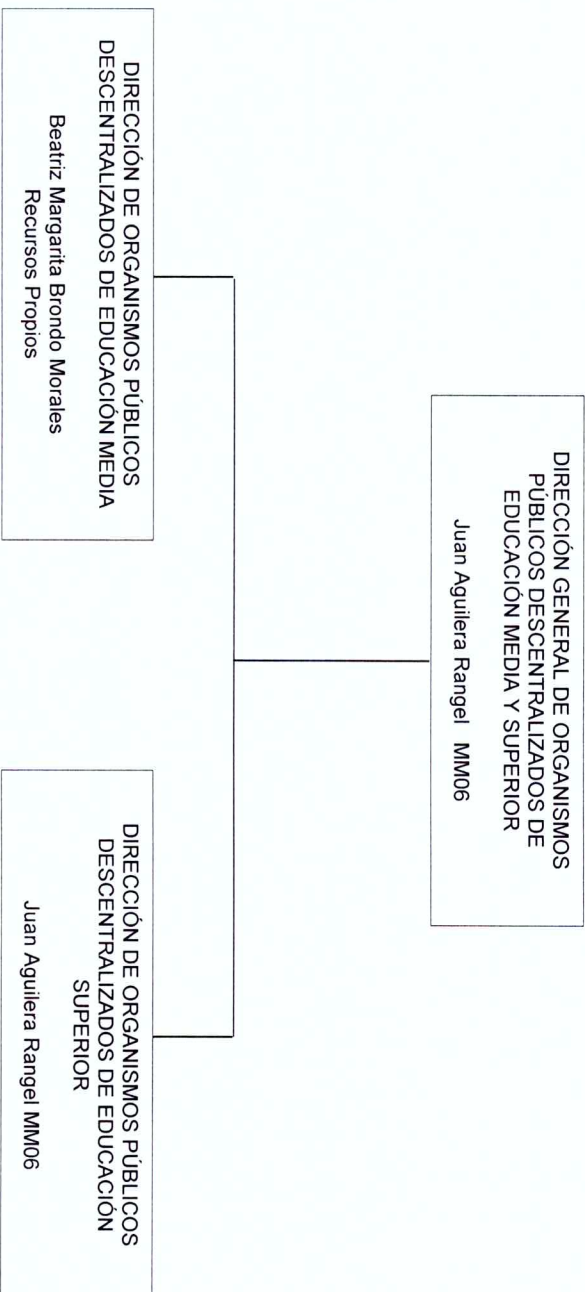 DIRECCIÓN GENERAL DE ORGANISMOS
PÚBLICOS DESCENTRALIZADOS DE
EDUCACIÓN MEDIA Y SUPERIOR
Juan Aguilera Rangel MM06
DIRECCIÓN DE ORGANISMOS PÚBLICOS
DESCENTRALIZADOS DE EDUCACIÓN MEDIA
Beatriz Margarita Brondo Morales
Recursos Propios
DIRECCIÓN DE ORGANISMOS PÚBLICOS
DESCENTRALIZADOS DE EDUCACIÓN
SUPERIOR
Juan Aguilera Rangel MM06